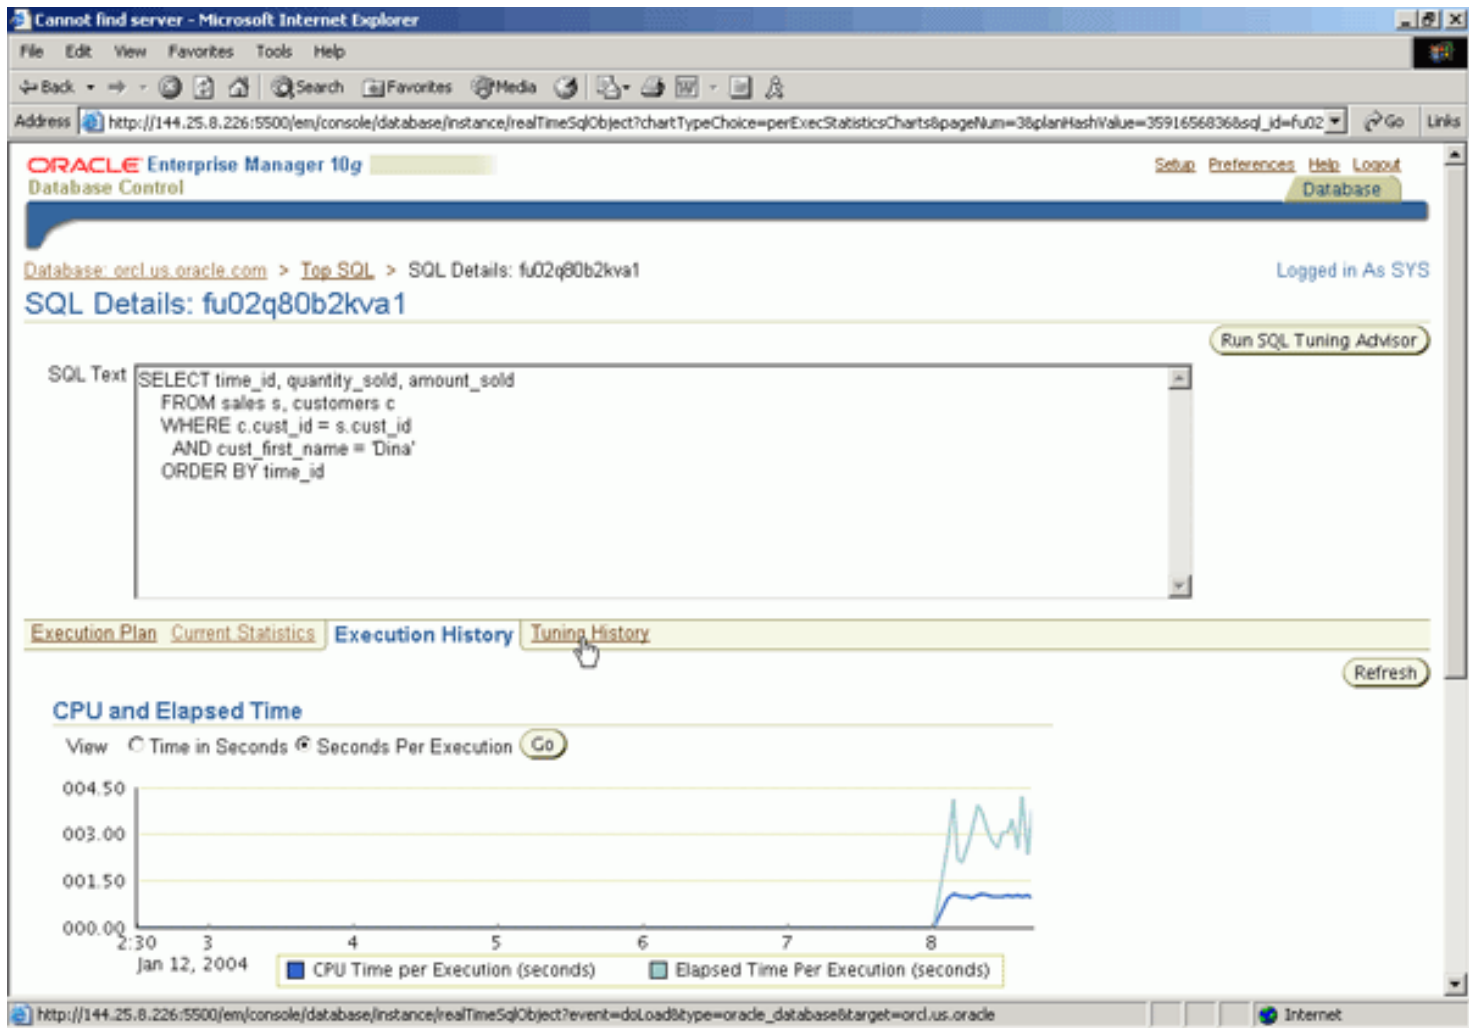 Cannot find server - Microsoft Internet Explorer
File Edit View Favorites Tools Help
Back Search Favorites Media
Address http://144.25.8.226:5500/em/console/database/instance/realTimeSqlObject?chartTypeChoice=perExecStatisticsCharts&pageNum=3&planHashValue=3591656836&sql_id=fu02 Go Links
ORACLE Enterprise Manager 10g Setup Preferences Help Logout
Database Control Database
Database: orcl.us.oracle.com > Top SQL > SQL Details: fu02q80b2kva1 Logged in As SYS
SQL Details: fu02q80b2kva1
Run SQL Tuning Advisor
SQL Text SELECT time_id, quantity_sold, amount_sold
FROM sales s, customers c
WHERE c.cust_id = s.cust_id
AND cust_first_name = 'Dina'
ORDER BY time_id
Execution Plan Current Statistics Execution History Tuning History
Refresh
CPU and Elapsed Time
View Time in Seconds Seconds Per Execution Go
004.50
003.00
001.50
000.00
2:30 3 4 5 6 7 8
Jan 12, 2004 CPU Time per Execution (seconds) Elapsed Time Per Execution (seconds)
http://144.25.8.226:5500/em/console/database/instance/realTimeSqlObject?event=doLoad&type=oracle_database&target=orcl.us.oracle Internet